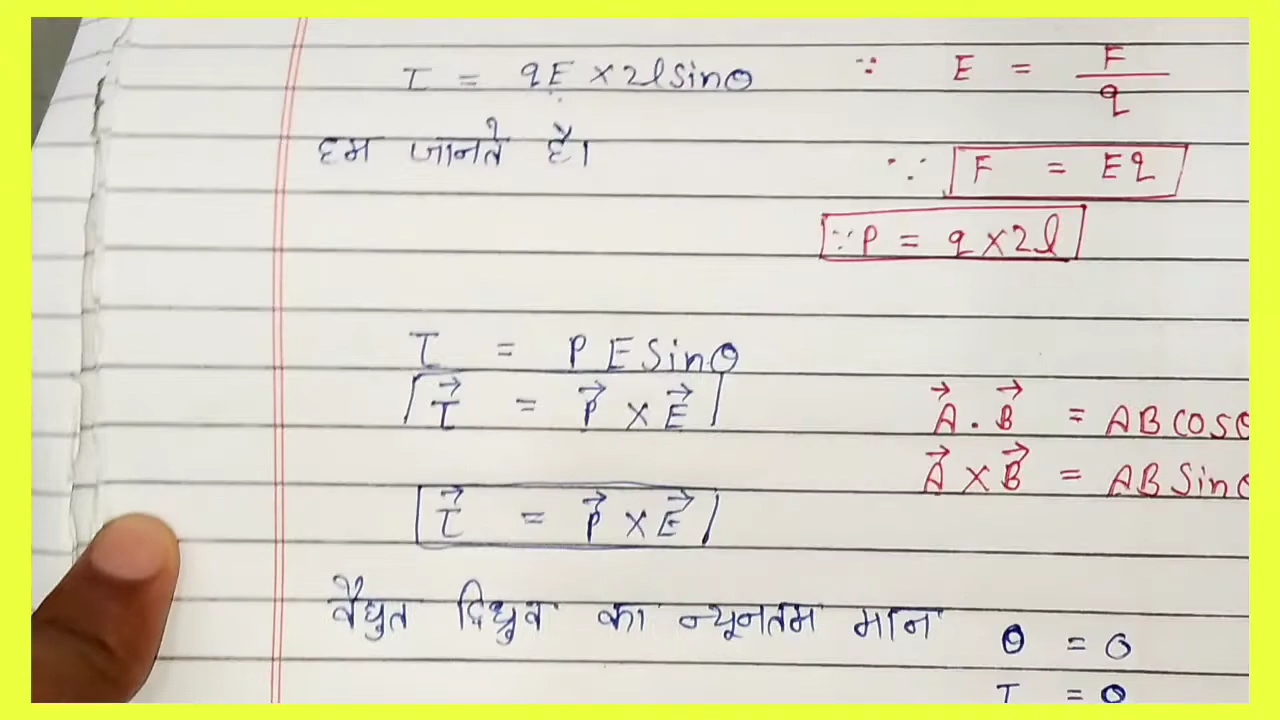 τ = qE × 2l sinθ ∵ E = F/q
हम जानते है।
∵ F = Eq
∵ P = q × 2l
τ = P E Sinθ
τ⃗ = P⃗ × E⃗
A⃗ . B⃗ = AB cosθ
A⃗ × B⃗ = AB Sinθ
τ⃗ = P⃗ × E⃗
वैद्युत द्विध्रुव का न्यूनतम मान θ = 0
τ = 0